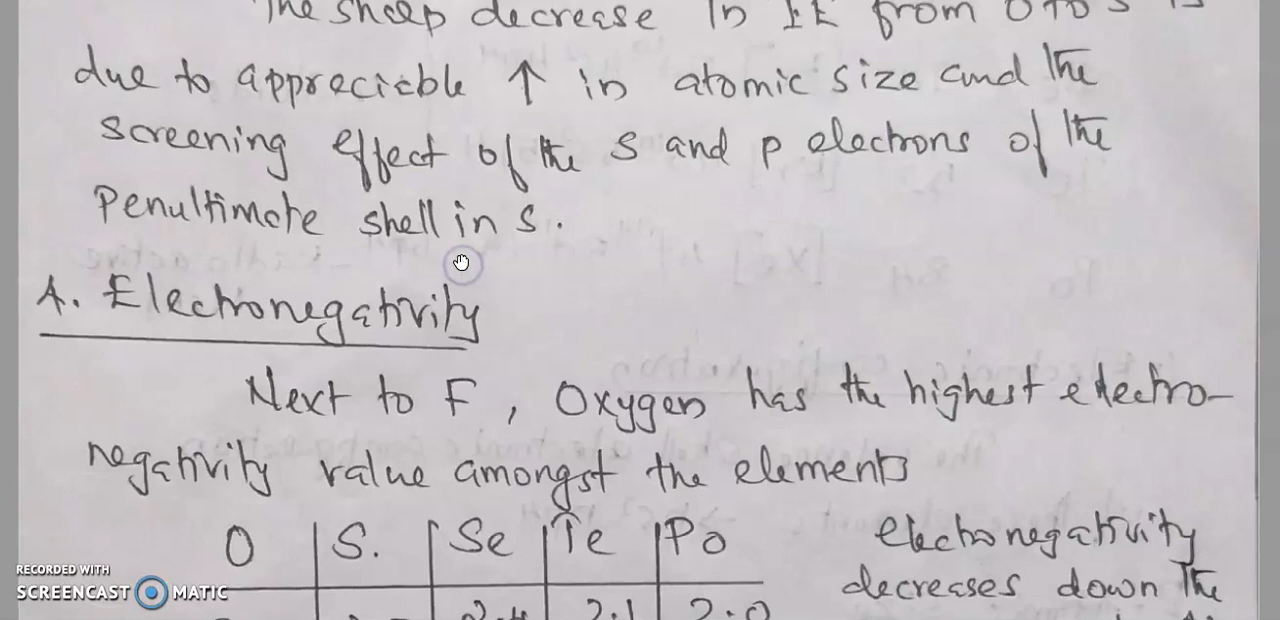 The sharp decrease in IE from O to S is
due to appreciable ↑ in atomic size and the
screening effect of the s and p electrons of the
Penultimate shell in S.
4. Electronegativity
Next to F, Oxygen has the highest electro-
negativity value amongst the elements
O | S. | Se | Te | Po
electronegativity
decreases down the
2.4 2.1 2.0
RECORDED WITH
SCREENCAST MATIC